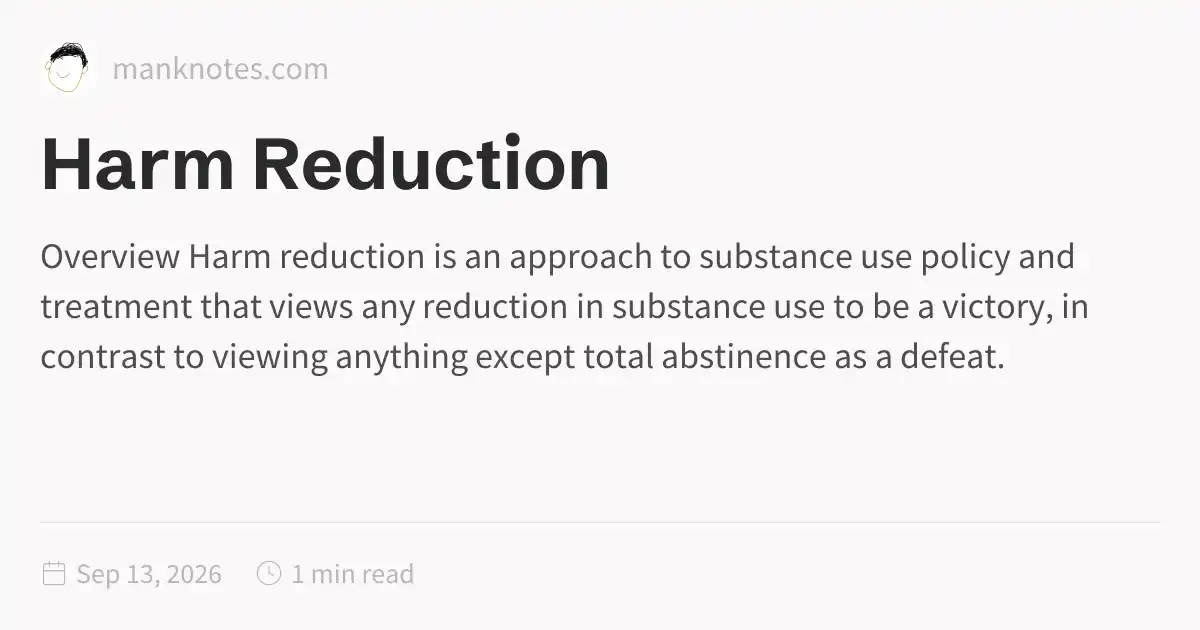 manknotes.com
Harm Reduction
Overview Harm reduction is an approach to substance use policy and
treatment that views any reduction in substance use to be a victory, in
contrast to viewing anything except total abstinence as a defeat.
Sep 13, 2026 1 min read